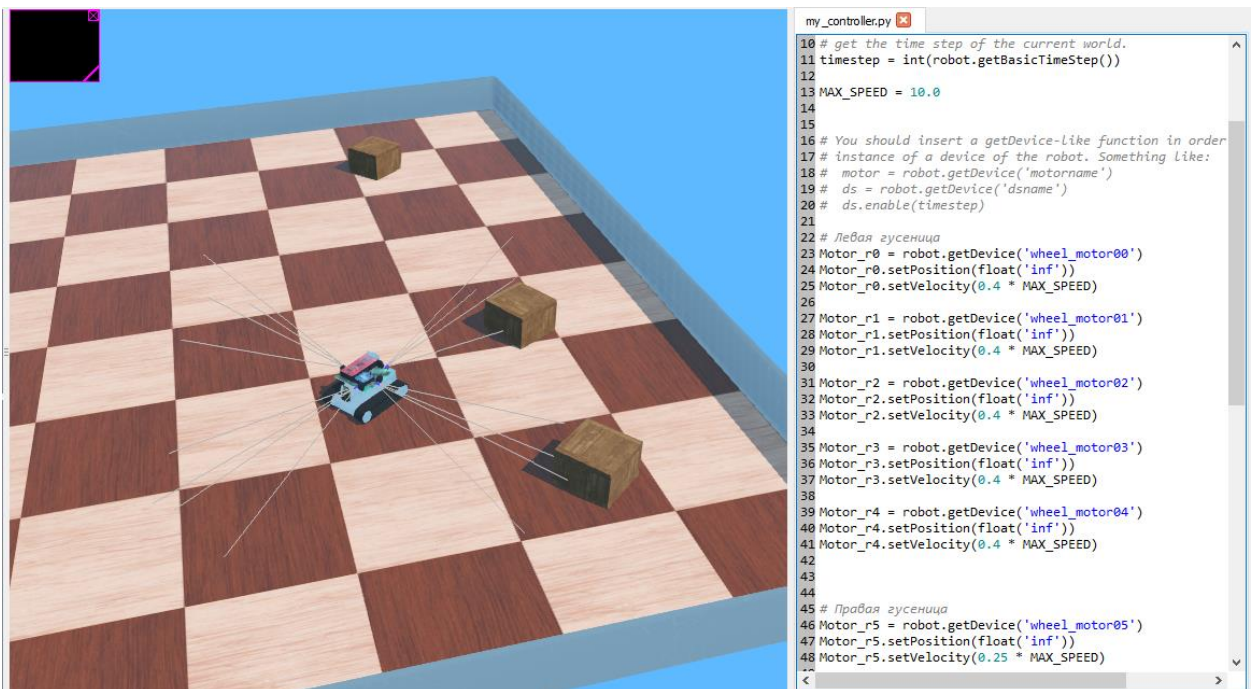 my_controller.py
10 # get the time step of the current world.
11 timestep = int(robot.getBasicTimeStep())
12
13 MAX_SPEED = 10.0
14
15
16 # You should insert a getDevice-like function in order
17 # instance of a device of the robot. Something like:
18 #  motor = robot.getDevice('motorname')
19 #  ds = robot.getDevice('dsname')
20 #  ds.enable(timestep)
21
22 # Левая гусеница
23 Motor_r0 = robot.getDevice('wheel_motor00')
24 Motor_r0.setPosition(float('inf'))
25 Motor_r0.setVelocity(0.4 * MAX_SPEED)
26
27 Motor_r1 = robot.getDevice('wheel_motor01')
28 Motor_r1.setPosition(float('inf'))
29 Motor_r1.setVelocity(0.4 * MAX_SPEED)
30
31 Motor_r2 = robot.getDevice('wheel_motor02')
32 Motor_r2.setPosition(float('inf'))
33 Motor_r2.setVelocity(0.4 * MAX_SPEED)
34
35 Motor_r3 = robot.getDevice('wheel_motor03')
36 Motor_r3.setPosition(float('inf'))
37 Motor_r3.setVelocity(0.4 * MAX_SPEED)
38
39 Motor_r4 = robot.getDevice('wheel_motor04')
40 Motor_r4.setPosition(float('inf'))
41 Motor_r4.setVelocity(0.4 * MAX_SPEED)
42
43
44
45 # Правая гусеница
46 Motor_r5 = robot.getDevice('wheel_motor05')
47 Motor_r5.setPosition(float('inf'))
48 Motor_r5.setVelocity(0.25 * MAX_SPEED)